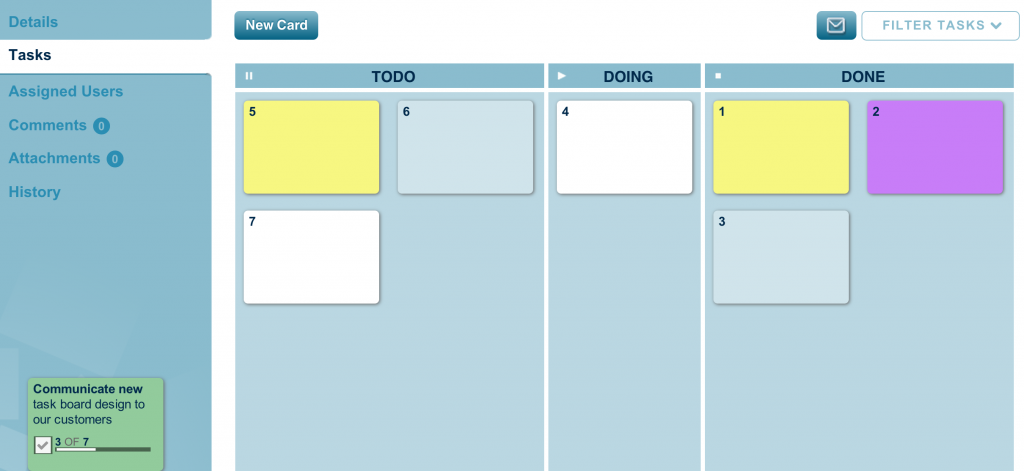 Details
Tasks
Assigned Users
Comments 0
Attachments 0
History
Communicate new
task board design to
our customers
3 OF 7
New Card
FILTER TASKS
TODO
DOING
DONE
5
6
7
4
1
2
3